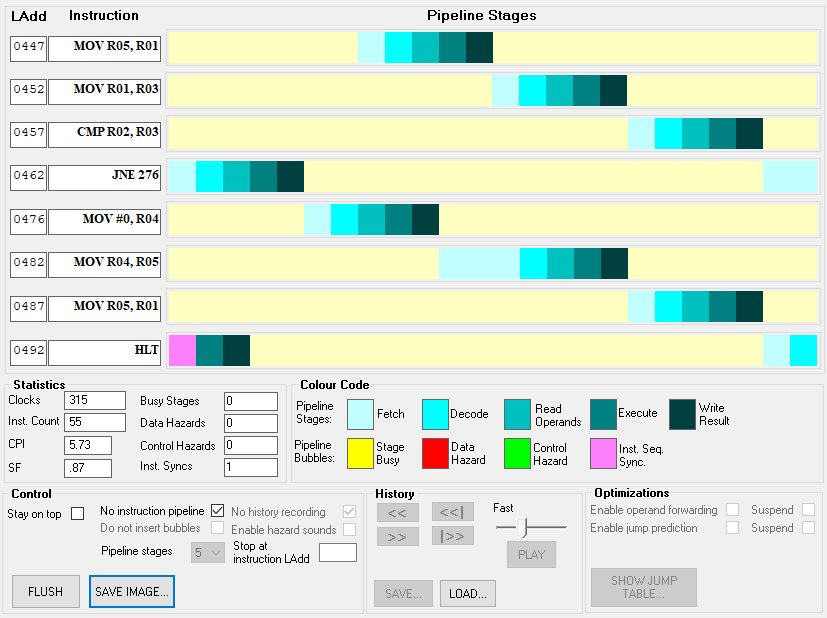 LAdd Instruction Pipeline Stages
0447 MOV R05, R01
0452 MOV R01, R03
0457 CMP R02, R03
0462 JNE 276
0476 MOV #0, R04
0482 MOV R04, R05
0487 MOV R05, R01
0492 HLT
Statistics
Clocks 315
Inst. Count 55
CPI 5.73
SF .87
Busy Stages 0
Data Hazards 0
Control Hazards 0
Inst. Syncs 1
Colour Code
Pipeline
Stages:
Fetch
Decode
Read
Operands
Execute
Write
Result
Pipeline
Bubbles:
Stage
Busy
Data
Hazard
Control
Hazard
Inst. Seq.
Sync.
Control
Stay on top
No instruction pipeline
No history recording
Do not insert bubbles
Enable hazard sounds
Pipeline stages 5
Stop at
instruction LAdd
FLUSH
SAVE IMAGE...
History
<< <<|
>> |>>
Fast
PLAY
SAVE... LOAD...
Optimizations
Enable operand forwarding Suspend
Enable jump prediction Suspend
SHOW JUMP
TABLE...